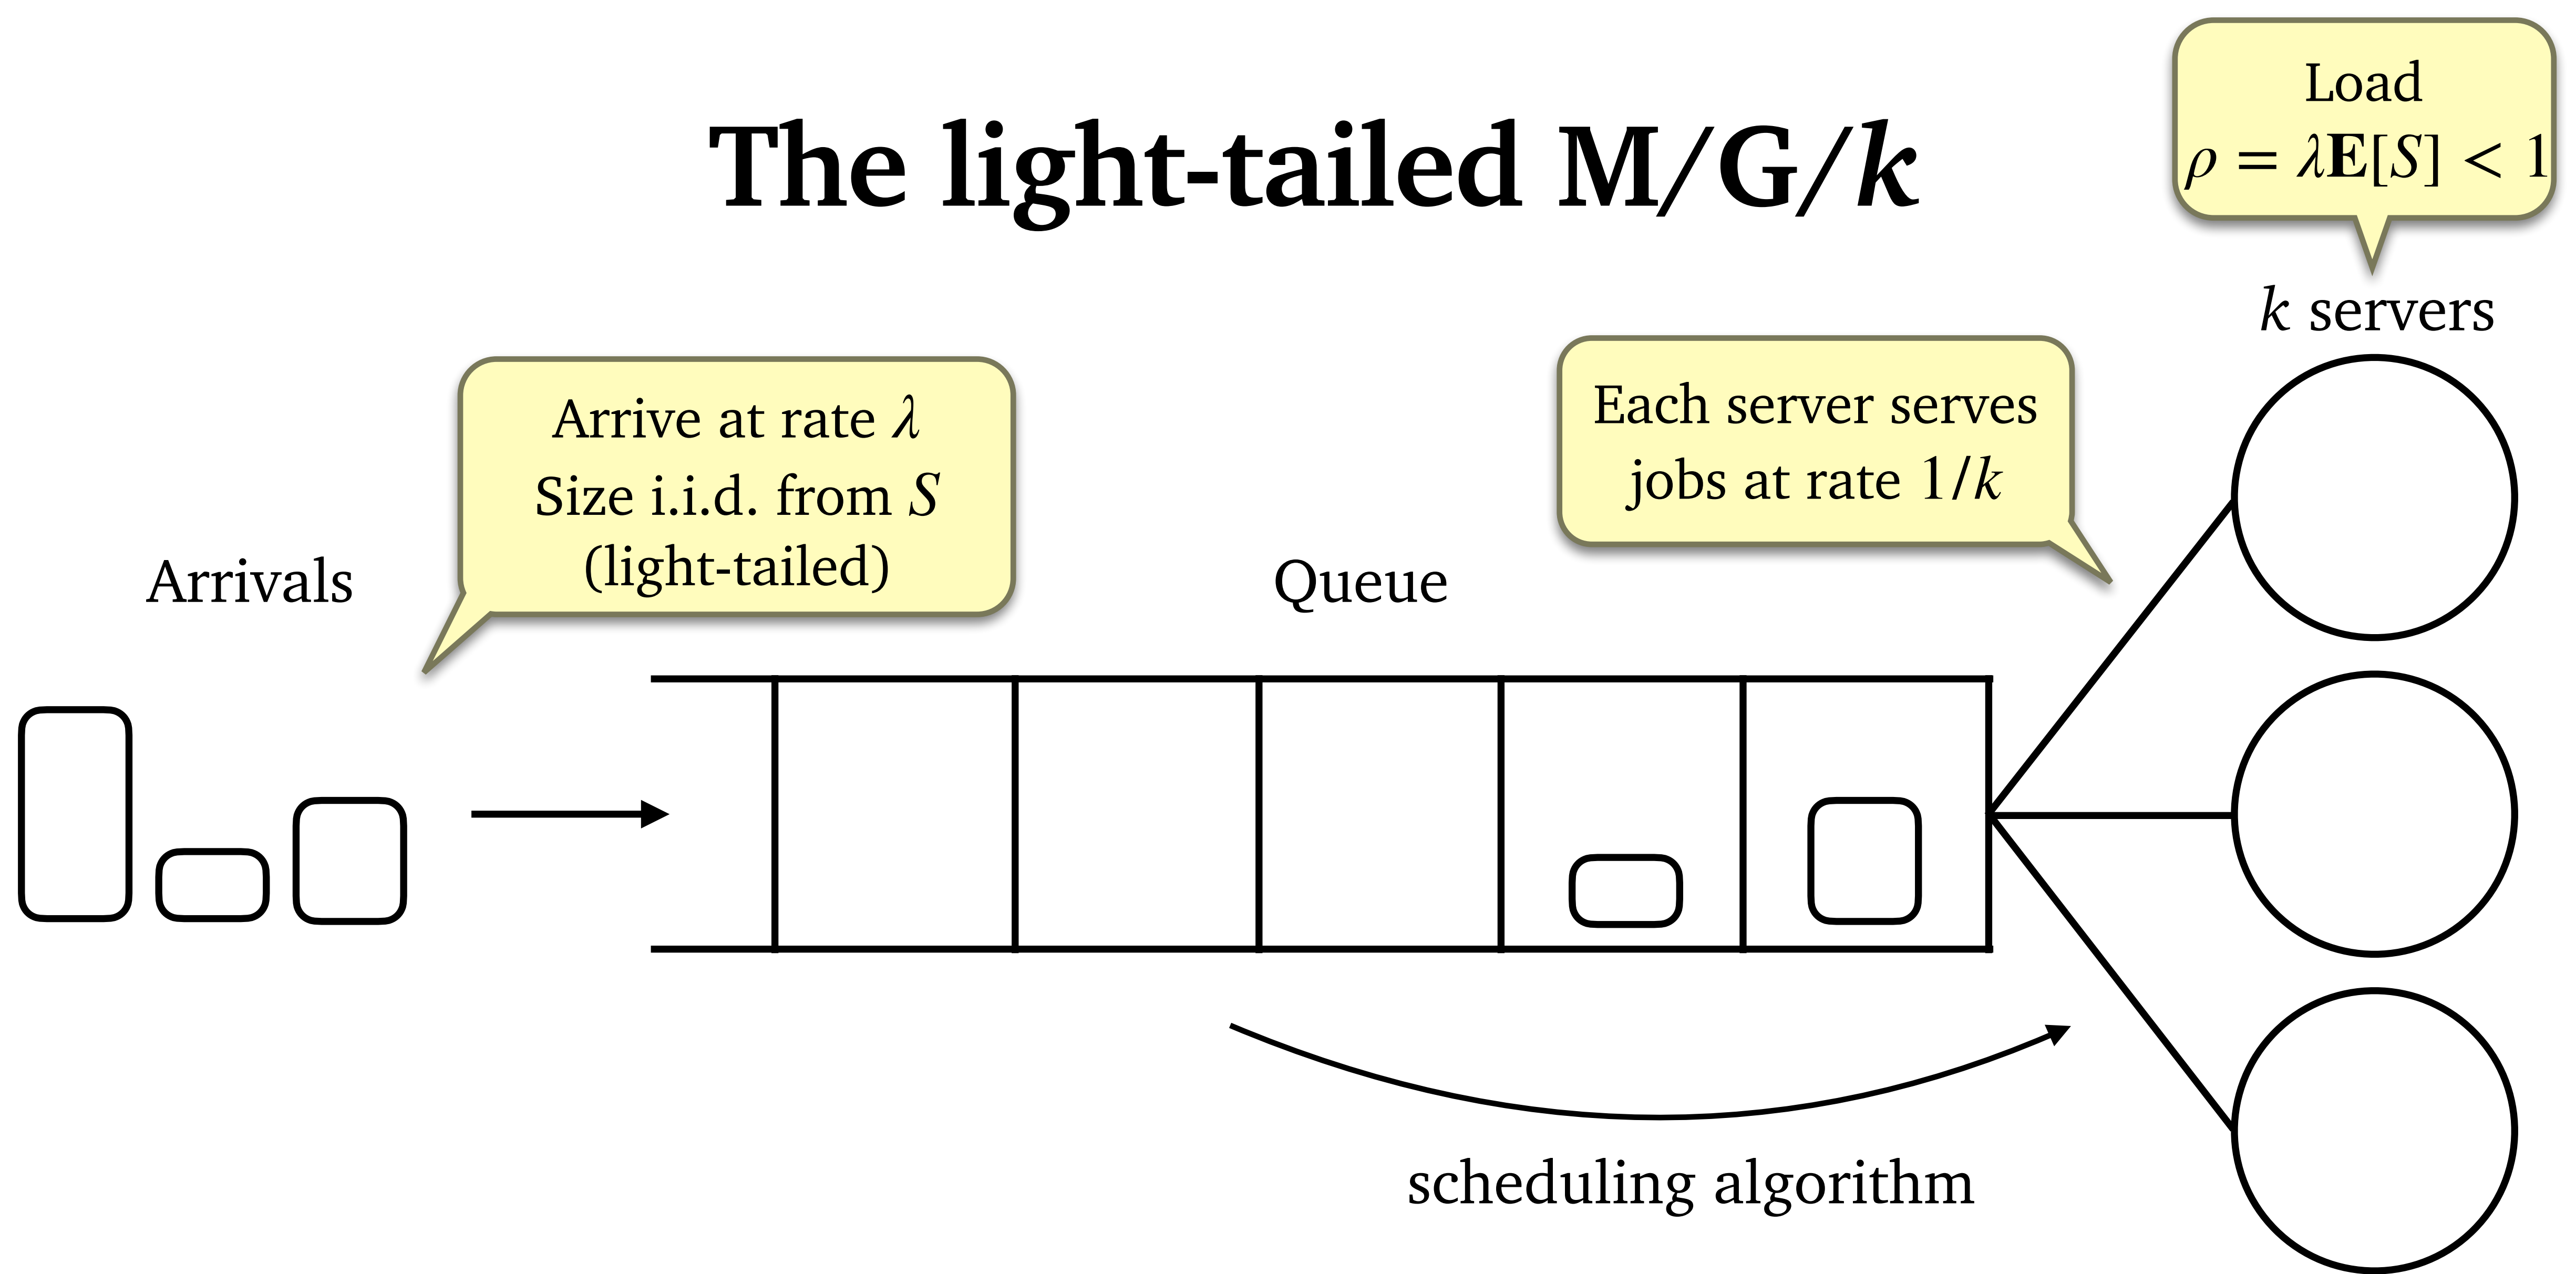 The light-tailed M/G/k
Load
ρ = λE[S] < 1
k servers
Each server serves
jobs at rate 1/k
Arrive at rate λ
Size i.i.d. from S
(light-tailed)
Arrivals
Queue
scheduling algorithm